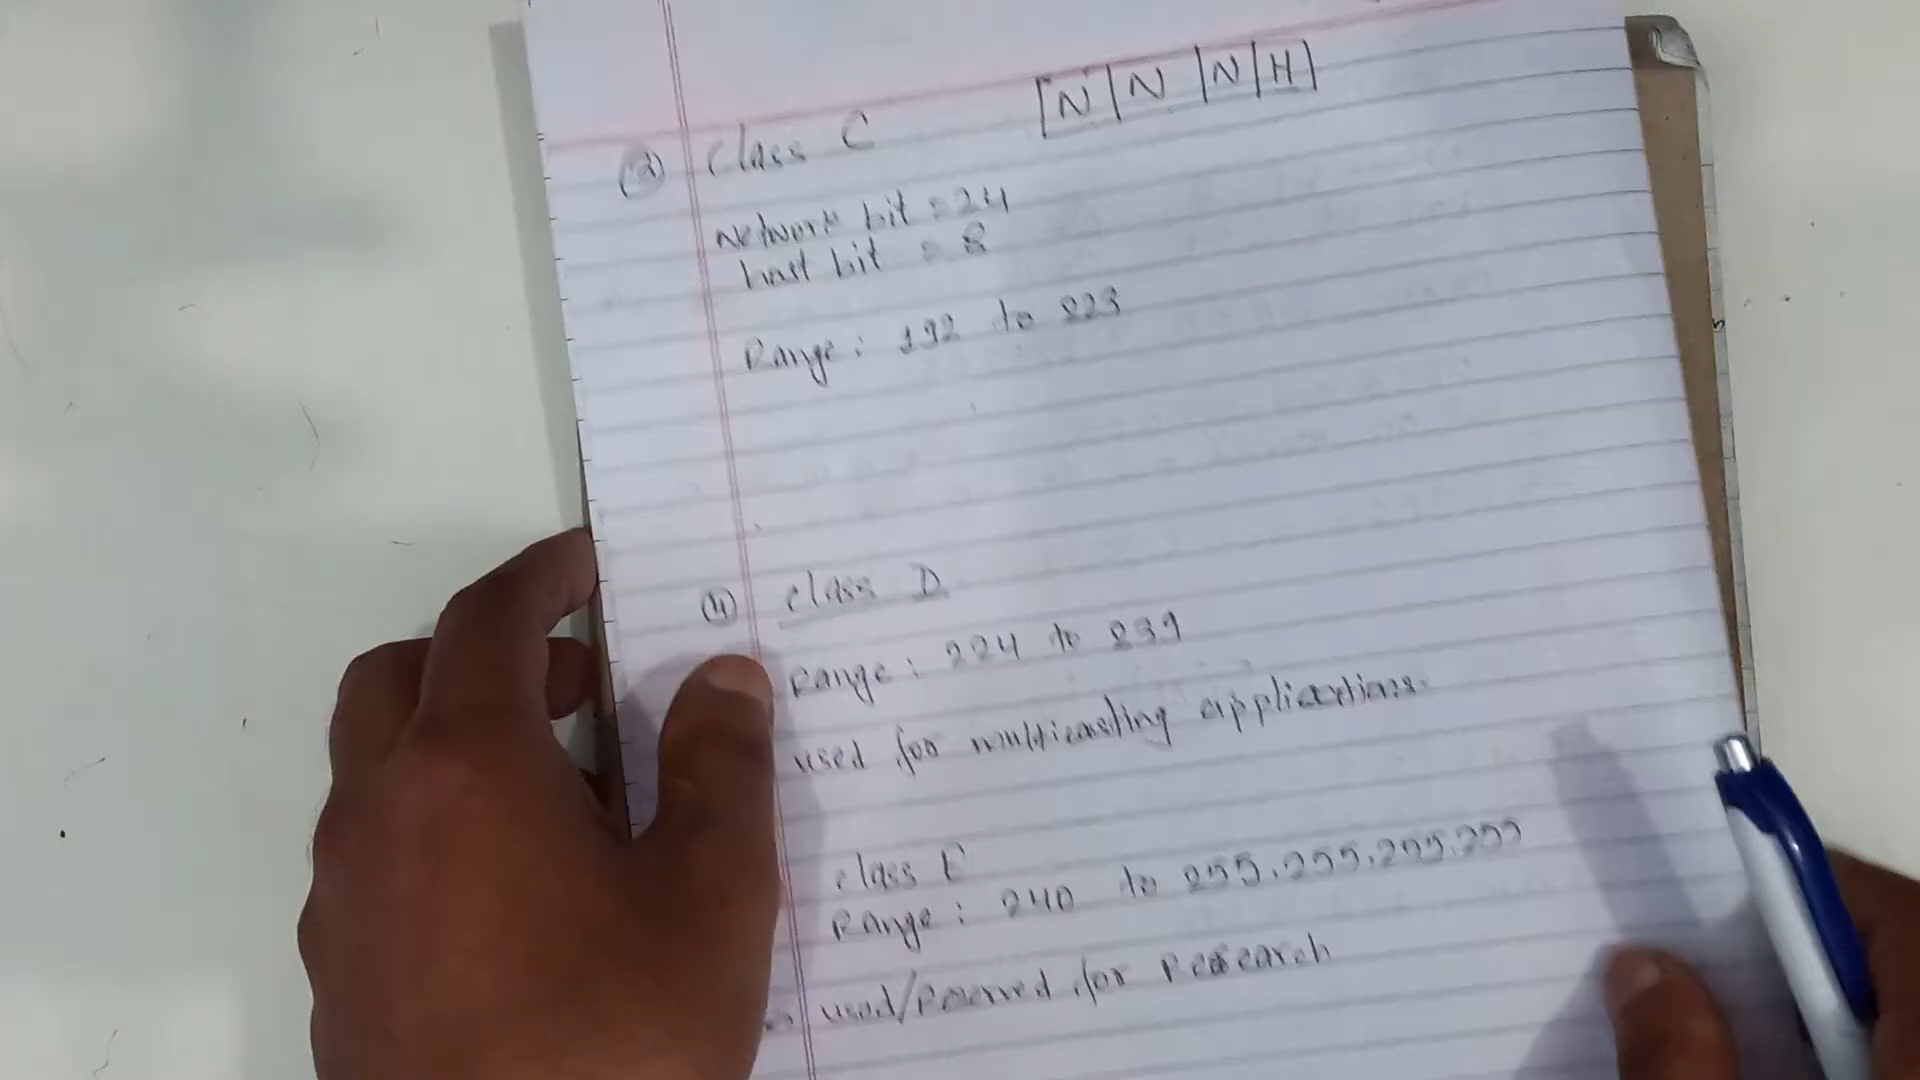 |N|N|N|H|
(3) Class C
Network bit = 24
host bit = 8
Range: 192 to 223
(4) class D
Range: 224 to 239
used for multicasting applications.
class E
Range: 240 to 255.255.255.255
used/Reserved for Research